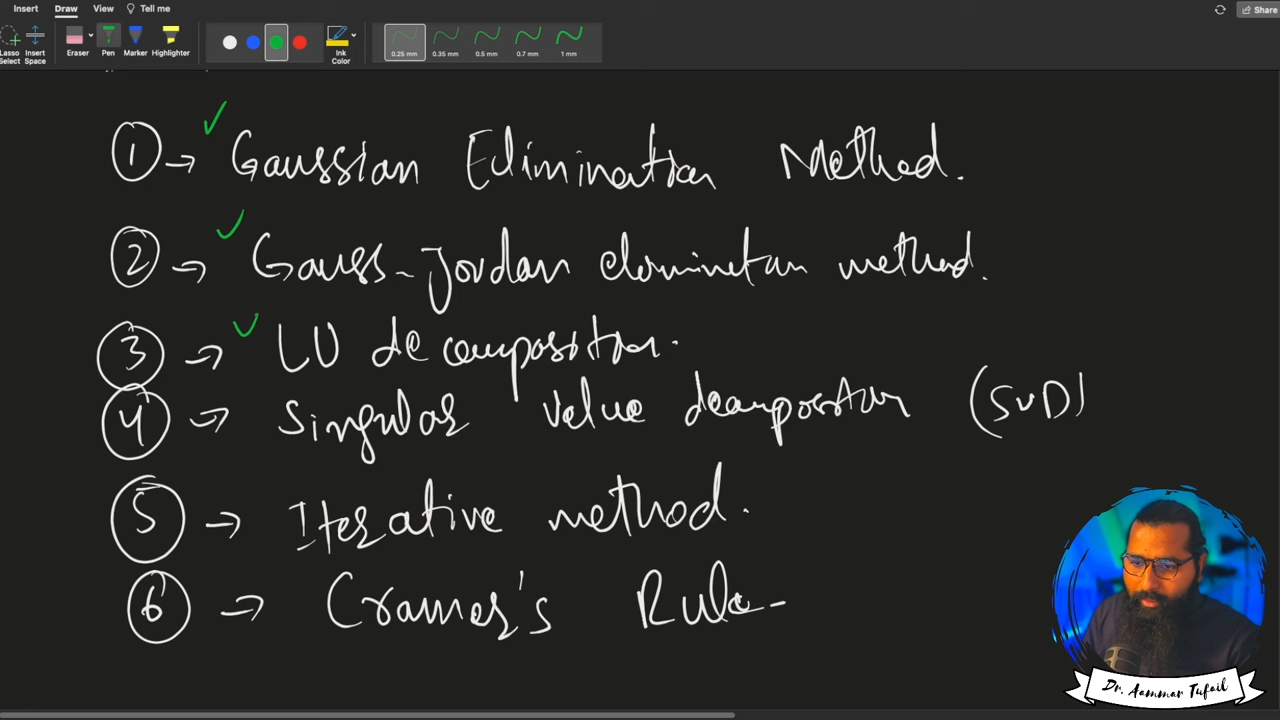 Insert Draw View Tell me Share
Lasso Select Insert Space Eraser Pen Marker Highlighter Ink Color 0.25 mm 0.35 mm 0.5 mm 0.7 mm 1 mm
① → ✓ Gaussian Elimination Method.
② → ✓ Gauss-Jordan elominetan method.
③ → ✓ LU decomposition.
④ → Singular Value decomposition (SVD)
⑤ → Iterative method.
⑥ → Cramer's Rule-
Dr. Aammar Tufail